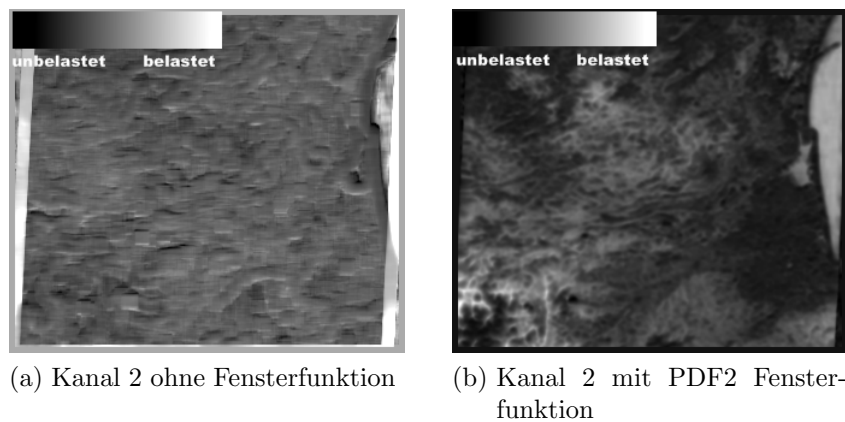 unbelastet belastet
unbelastet belastet
(a) Kanal 2 ohne Fensterfunktion
(b) Kanal 2 mit PDF2 Fenster-
funktion